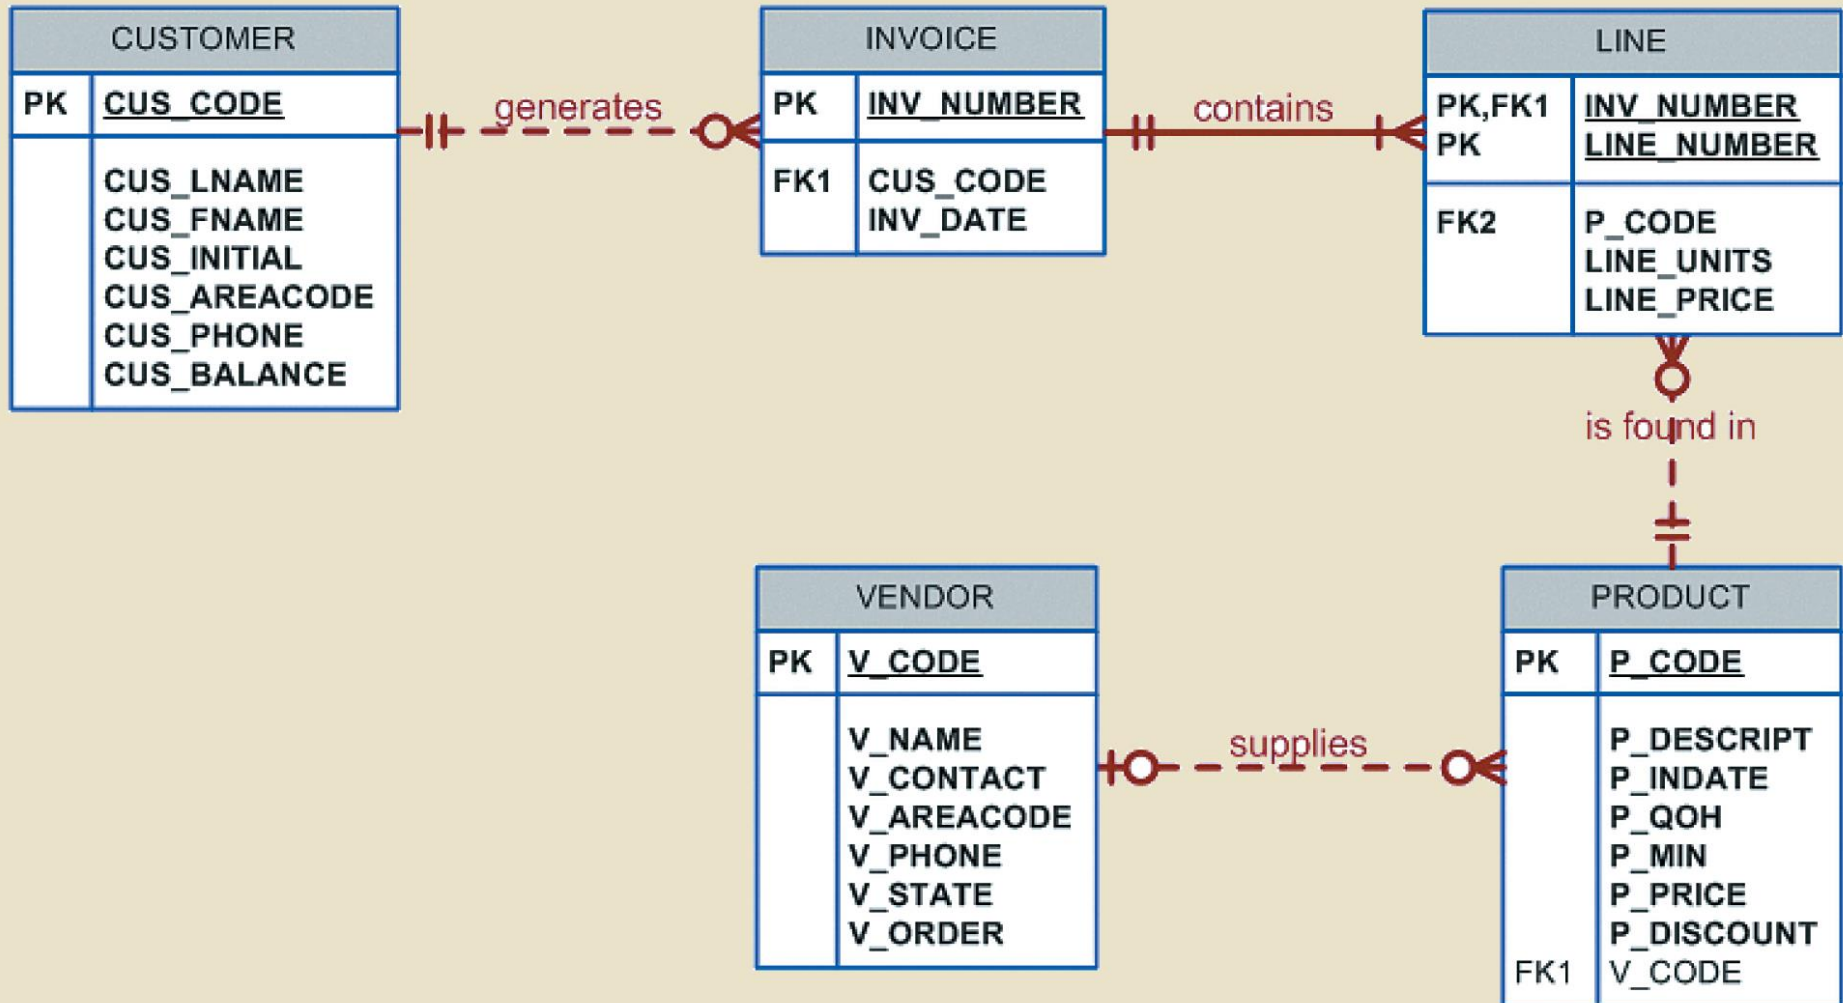 CUSTOMER
PK CUS_CODE
CUS_LNAME
CUS_FNAME
CUS_INITIAL
CUS_AREACODE
CUS_PHONE
CUS_BALANCE
generates
INVOICE
PK INV_NUMBER
FK1 CUS_CODE
INV_DATE
contains
LINE
PK,FK1 INV_NUMBER
PK LINE_NUMBER
FK2 P_CODE
LINE_UNITS
LINE_PRICE
is found in
VENDOR
PK V_CODE
V_NAME
V_CONTACT
V_AREACODE
V_PHONE
V_STATE
V_ORDER
supplies
PRODUCT
PK P_CODE
P_DESCRIPT
P_INDATE
P_QOH
P_MIN
P_PRICE
P_DISCOUNT
FK1 V_CODE